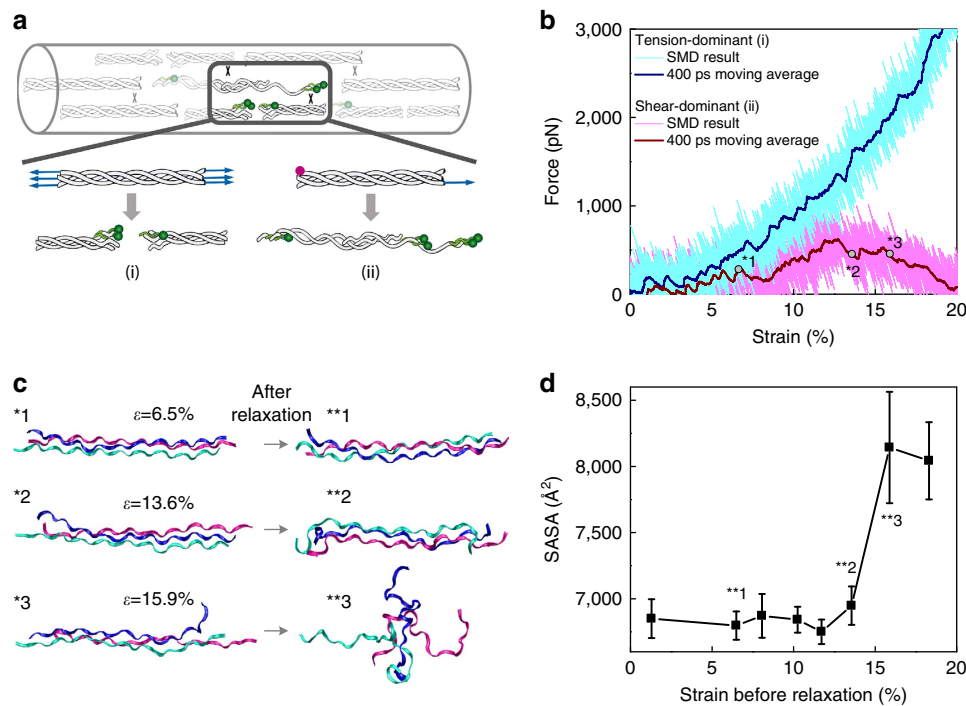 a
(i)
(ii)
b
Force (pN)
3,000
2,000
1,000
0
Tension-dominant (i)
SMD result
400 ps moving average
Shear-dominant (ii)
SMD result
400 ps moving average
*1
*2
*3
0
5
10
15
20
Strain (%)
c
After
relaxation
*1
ε=6.5%
**1
*2
ε=13.6%
**2
*3
ε=15.9%
**3
d
SASA (Å²)
8,500
8,000
7,500
7,000
**1
**2
**3
0
5
10
15
20
Strain before relaxation (%)